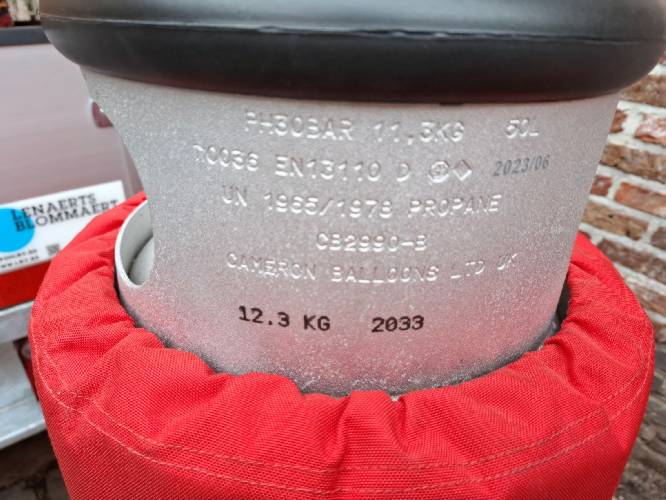 PH30BAR 11,3KG 50L
T0036 EN13110 D 2023/06
UN 1965/1978 PROPANE
CB2990-B
CAMERON BALLOONS LTD UK
12.3 KG 2033
LENAERTS
BLOMMAERT